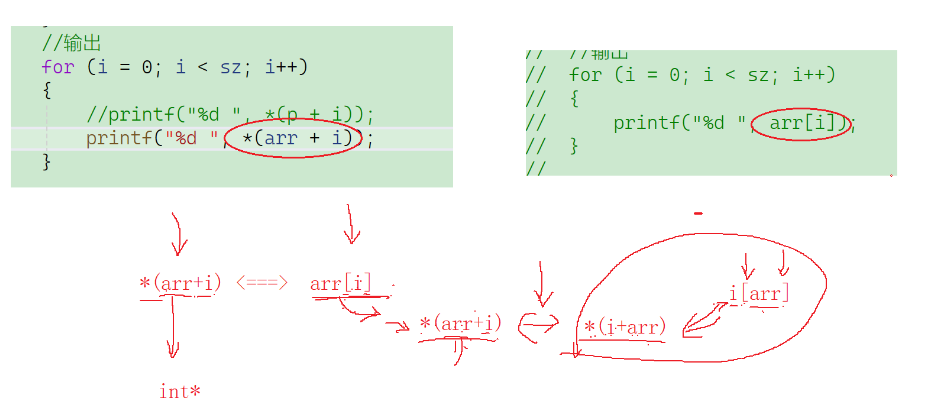 //输出
for (i = 0; i < sz; i++)
{
//printf("%d ", *(p + i));
printf("%d ", *(arr + i));
}
//  //输出
//  for (i = 0; i < sz; i++)
//  {
//      printf("%d ", arr[i]);
//  }
//
*(arr+i) <===> arr[i]
i[arr]
*(arr+i) <—> *(i+arr)
int*